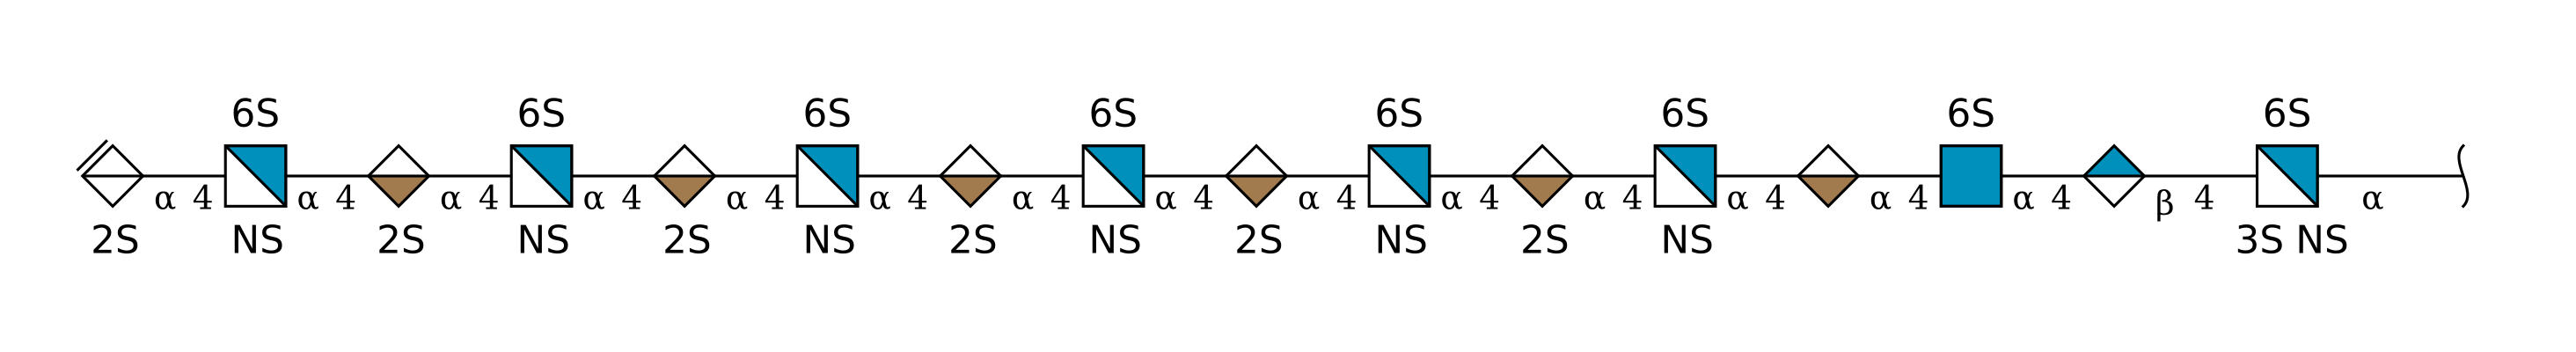 6S 6S 6S 6S 6S 6S 6S 6S
α 4 α 4 α 4 α 4 α 4 α 4 α 4 α 4 α 4 α 4 α 4 α 4 α 4 α 4 β 4 α
2S NS 2S NS 2S NS 2S NS 2S NS 2S NS 3S NS